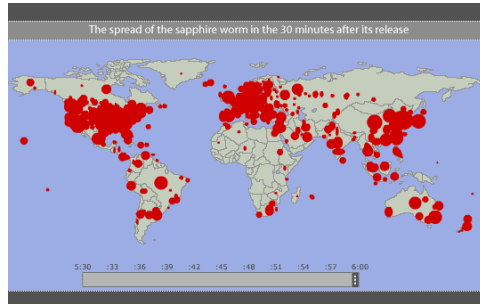 The spread of the sapphire worm in the 30 minutes after its release
5:30 :33 :36 :39 :42 :45 :48 :51 :54 :57 6:00